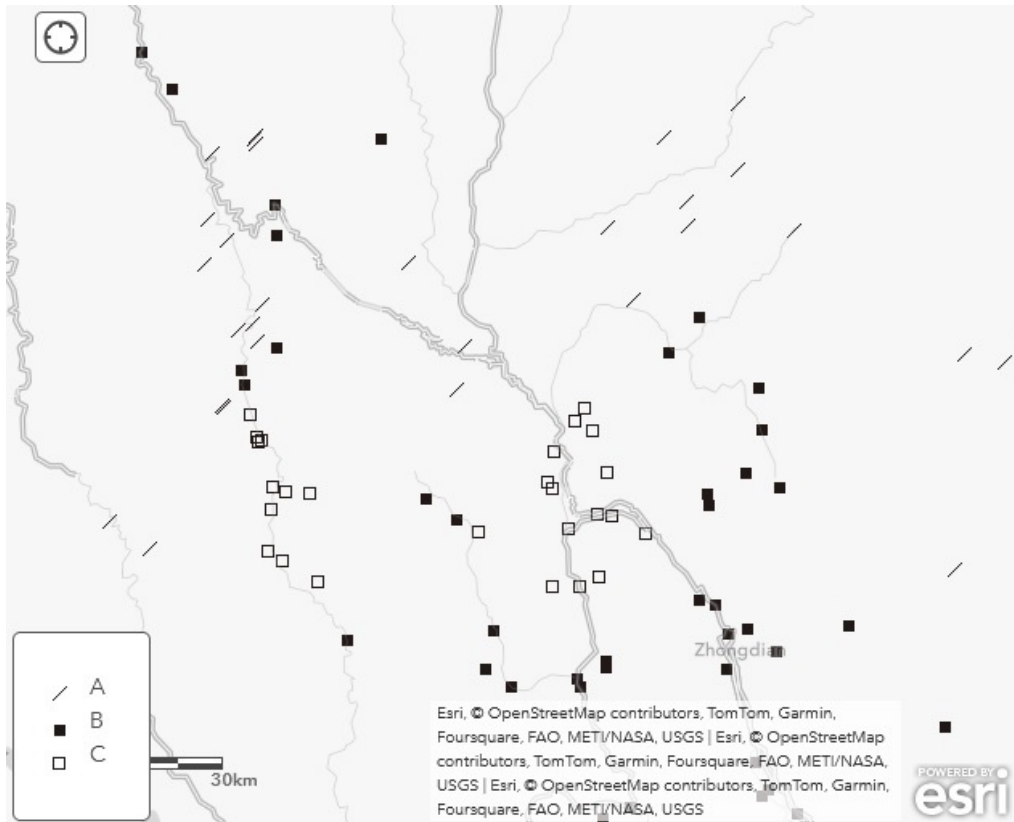 Zhongdian
A
B
C
30km
Esri, © OpenStreetMap contributors, TomTom, Garmin,
Foursquare, FAO, METI/NASA, USGS | Esri, © OpenStreetMap
contributors, TomTom, Garmin, Foursquare, FAO, METI/NASA,
USGS | Esri, © OpenStreetMap contributors, TomTom, Garmin,
Foursquare, FAO, METI/NASA, USGS
POWERED BY
esri